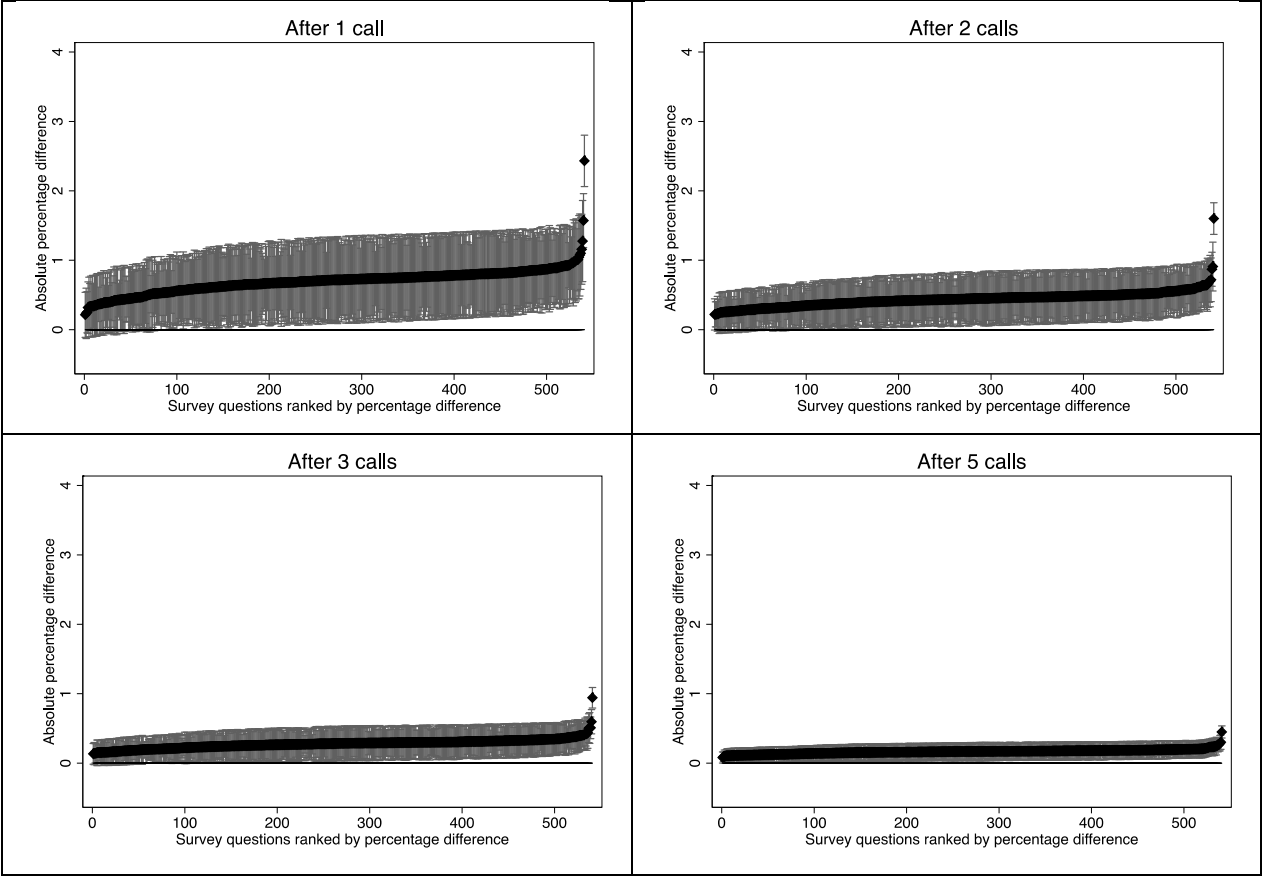 After 1 call
Absolute percentage difference
4
3
2
1
0
0 100 200 300 400 500
Survey questions ranked by percentage difference
After 2 calls
Absolute percentage difference
4
3
2
1
0
0 100 200 300 400 500
Survey questions ranked by percentage difference
After 3 calls
Absolute percentage difference
4
3
2
1
0
0 100 200 300 400 500
Survey questions ranked by percentage difference
After 5 calls
Absolute percentage difference
4
3
2
1
0
0 100 200 300 400 500
Survey questions ranked by percentage difference